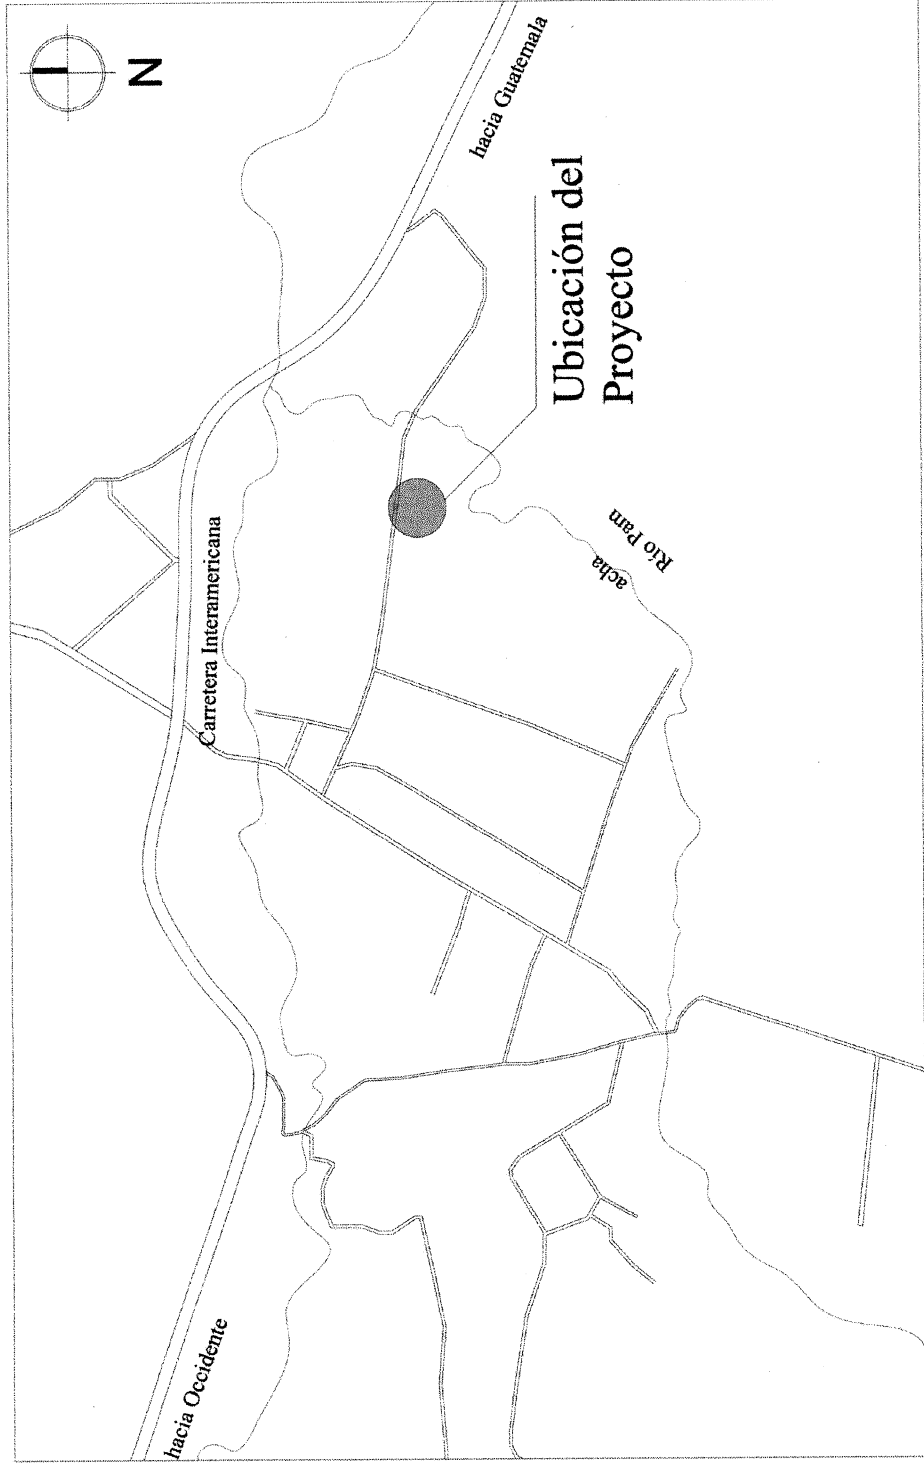 N
hacia Guatemala
Ubicación del
Proyecto
Carretera Interamericana
Río Pam
acha
hacia Occidente